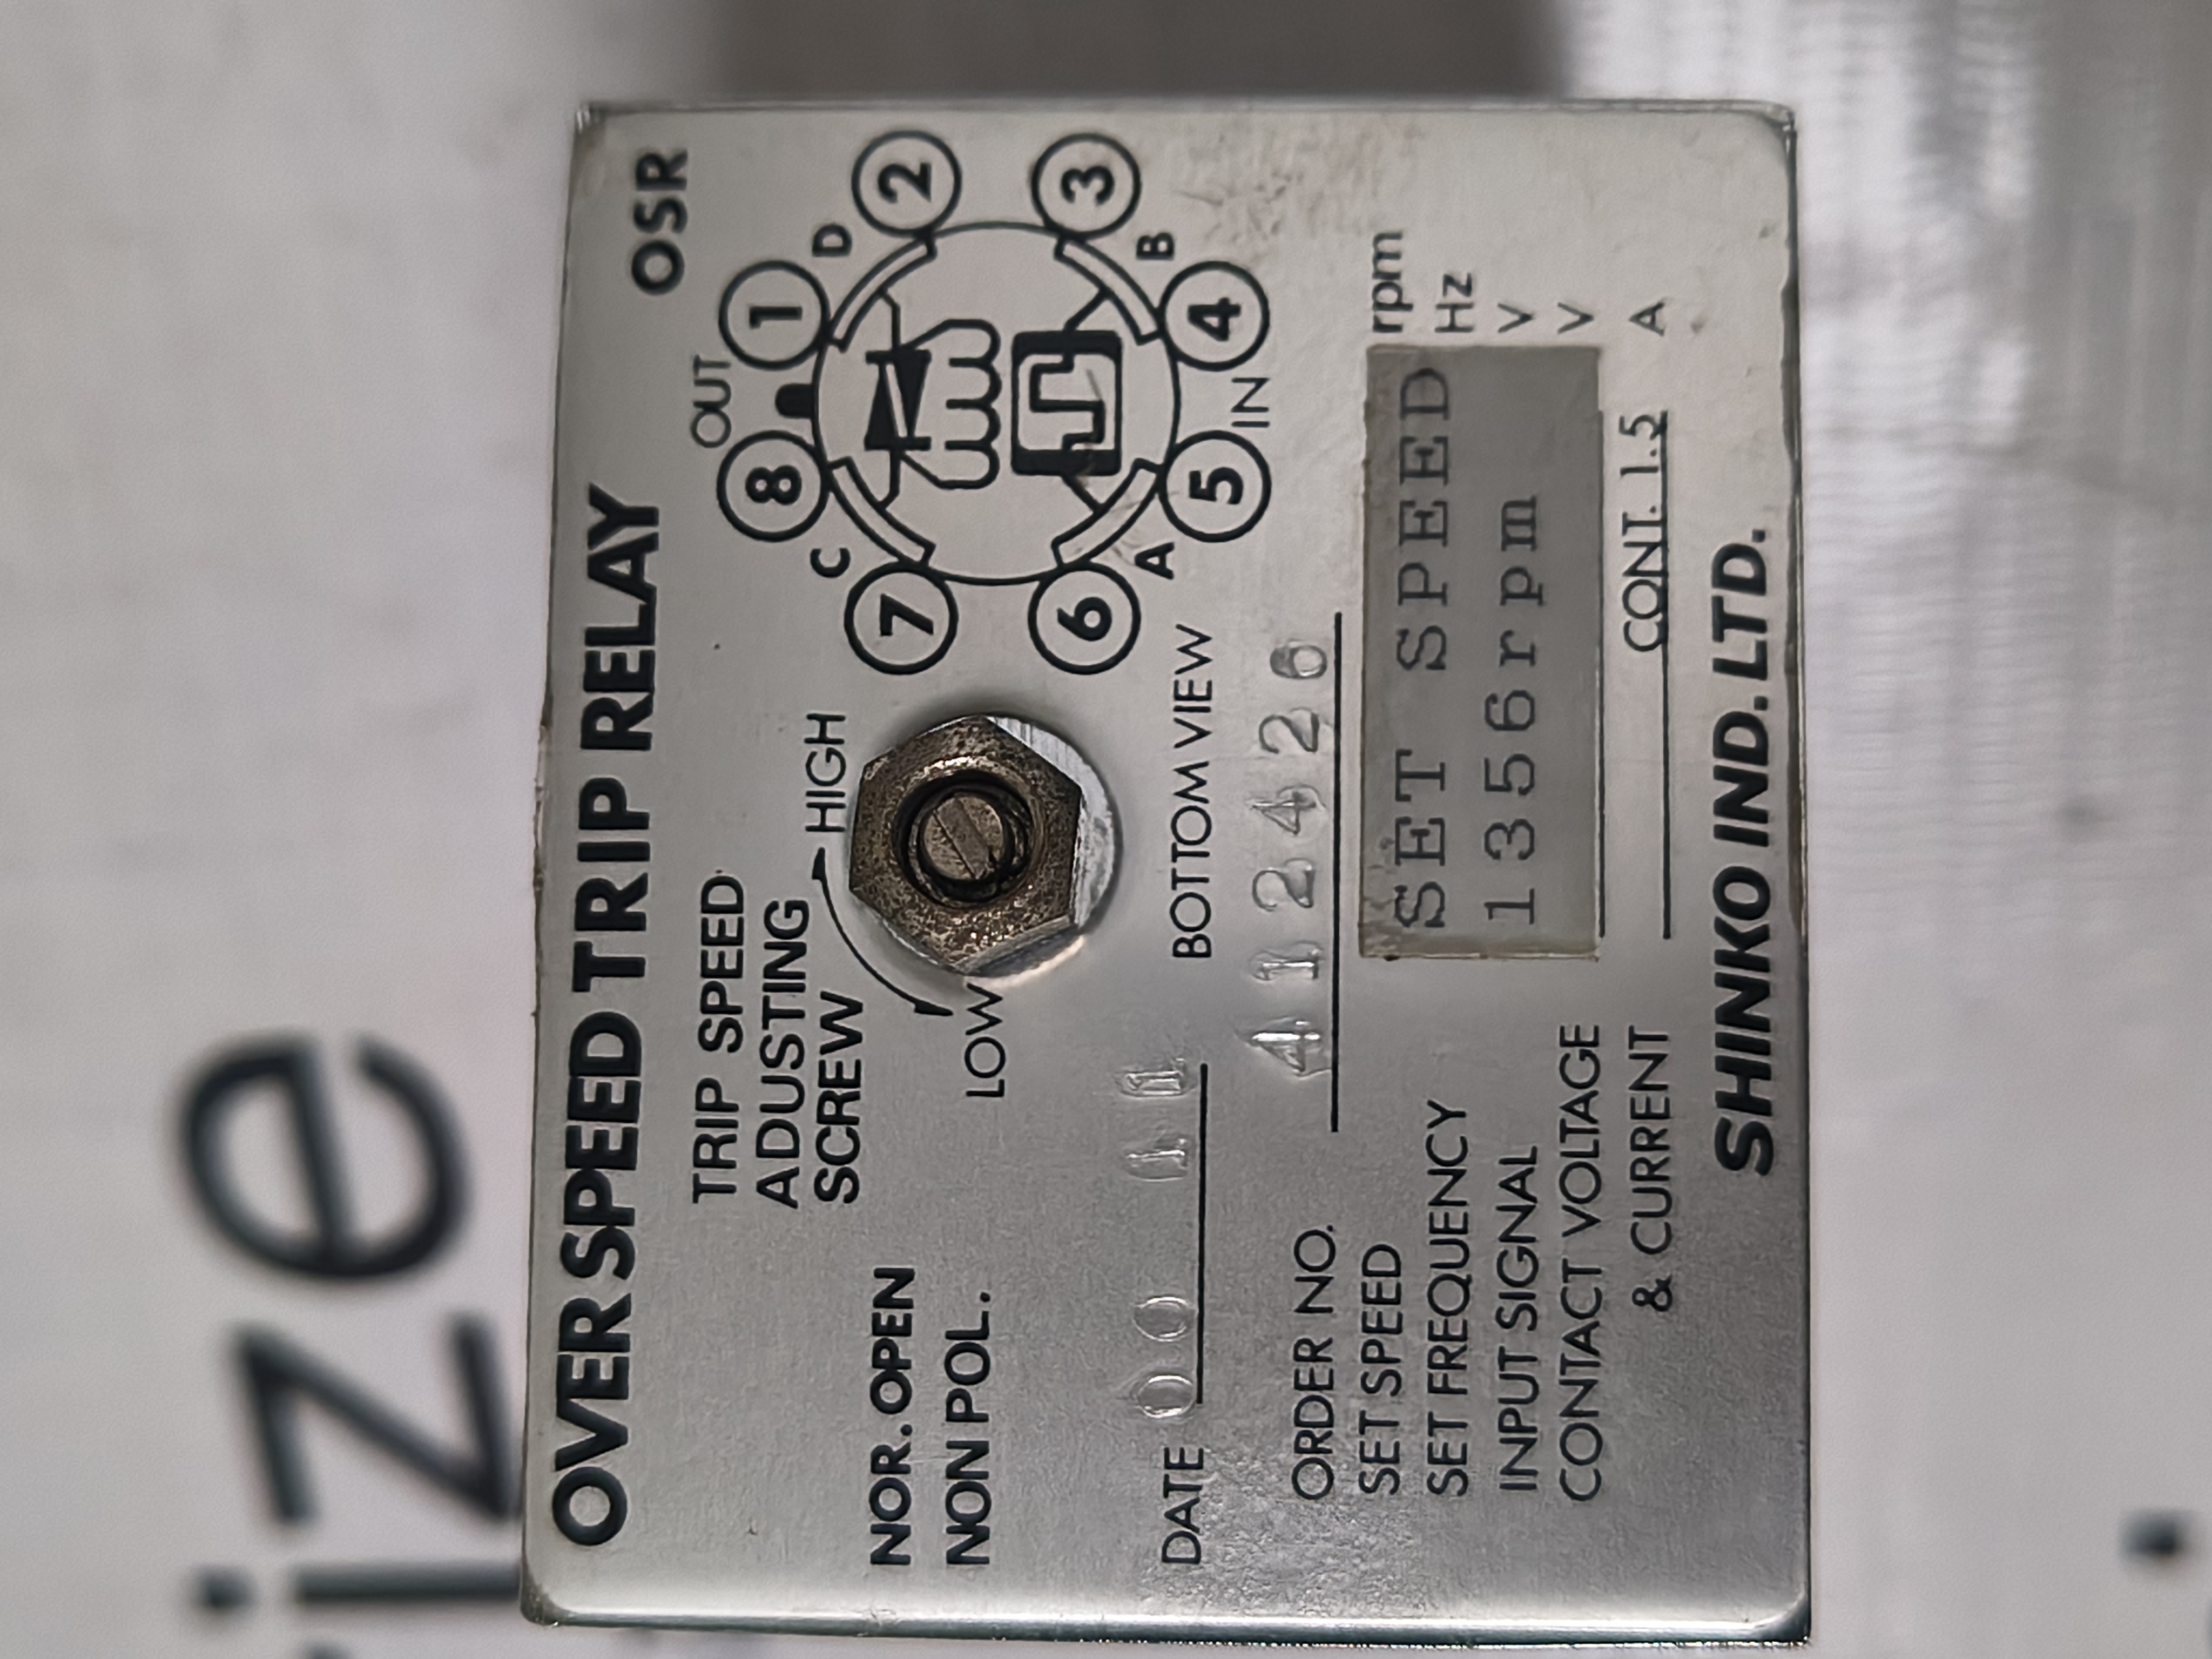 OVER SPEED TRIP RELAY OSR
TRIP SPEED
ADUSTING
SCREW
HIGH
LOW
NOR. OPEN
NON POL.
OUT
8 1
C D
7 2
6 3
A B
5 4
IN
BOTTOM VIEW
DATE 00 11
ORDER NO. 412426
SET SPEED rpm
SET FREQUENCY Hz
INPUT SIGNAL V
CONTACT VOLTAGE V
& CURRENT CONT. 1.5 A
SET SPEED
1356rpm
SHINKO IND. LTD.
ize